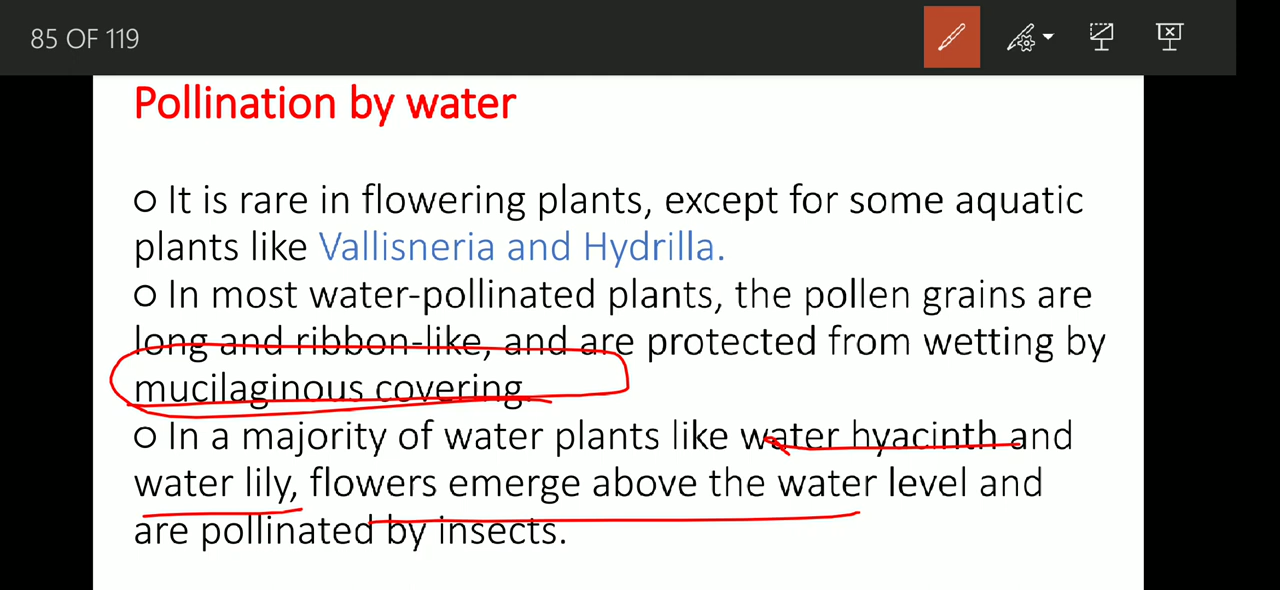 85 OF 119
Pollination by water
○ It is rare in flowering plants, except for some aquatic
plants like Vallisneria and Hydrilla.
○ In most water-pollinated plants, the pollen grains are
long and ribbon-like, and are protected from wetting by
mucilaginous covering.
○ In a majority of water plants like water hyacinth and
water lily, flowers emerge above the water level and
are pollinated by insects.